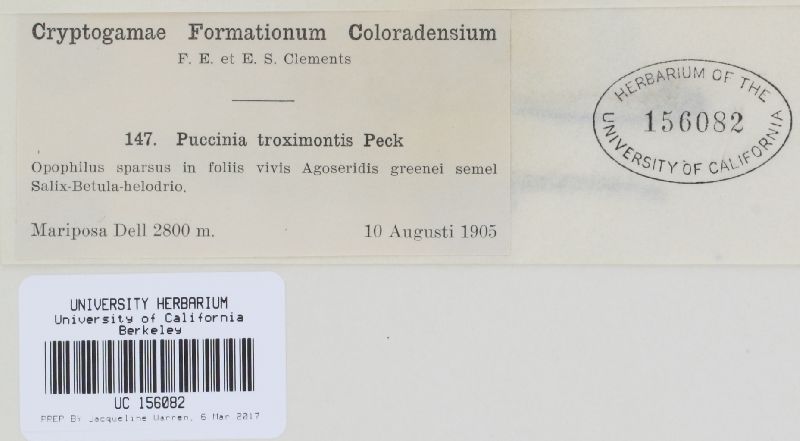 Cryptogamae Formationum Coloradensium
F. E. et E. S. Clements
147. Puccinia troximontis Peck
Opophilus sparsus in foliis vivis Agoseridis greenei semel
Salix-Betula-helodrio.
Mariposa Dell 2800 m. 10 Augusti 1905
HERBARIUM OF THE
156082
UNIVERSITY OF CALIFORNIA
UNIVERSITY HERBARIUM
University of California
Berkeley
UC 156082
PREP BY Jacqueline Warren, 6 Mar 2017